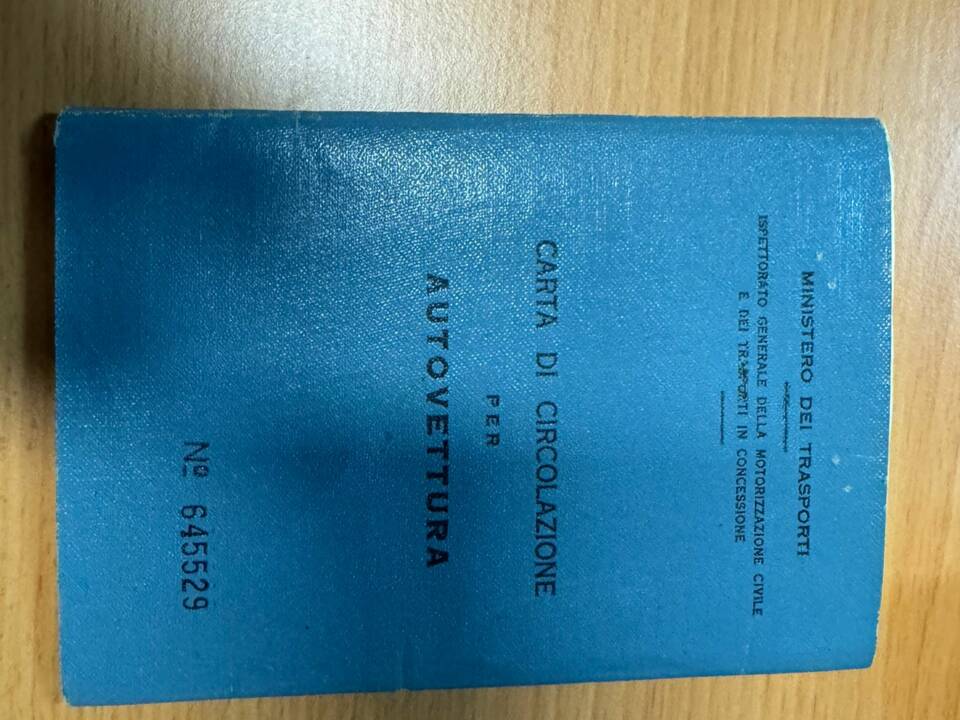 MINISTERO DEI TRASPORTI
ISPETTORATO GENERALE DELLA MOTORIZZAZIONE CIVILE
E DEI TRASPORTI IN CONCESSIONE
CARTA DI CIRCOLAZIONE
PER
AUTOVETTURA
Nº 645529